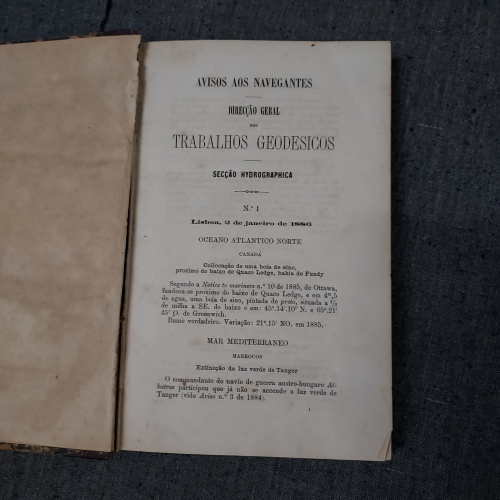 AVISOS AOS NAVEGANTES
DIRECÇÃO GERAL
DOS
TRABALHOS GEODESICOS
SECÇÃO HYDROGRAPHICA
N.º 1
Lisboa, 2 de janeiro de 1886
OCEANO ATLANTICO NORTE
CANADÁ
Collocação de uma boia de sino,
proximo do baixo de Quaco Ledge, bahia de Fundy
Segundo a Notice to mariners n.º 10 de 1885, de Ottawa,
fundeou-se proximo do baixo de Quaco Ledge, e em 4m,5
de agua, uma boia de sino, pintada de preto, situada a 1/2
de milha a SE. do baixo e em: 45º.14'.10" N. e 65º.21'
45" O. de Greenwich.
Rumo verdadeiro. Variação: 21º.15' NO. em 1885.
MAR MEDITERRANEO
MARROCOS
Extincção da luz verde de Tanger
O commandante do navio de guerra austro-hungaro Al-
batros participou que já não se accende a luz verde de
Tanger (vide Aviso n.º 3 de 1884).